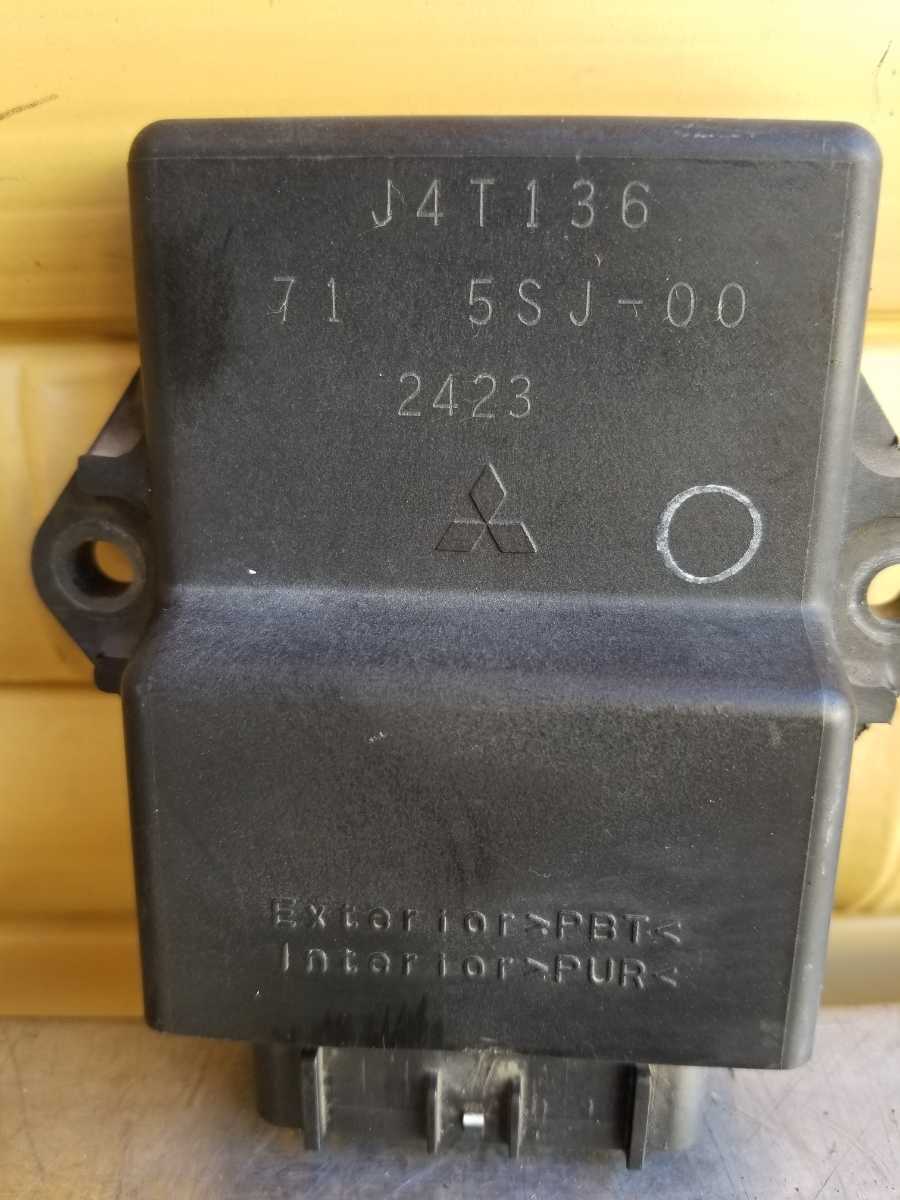 J4T136
71 5SJ-00
2423
Exterior>PBT<
Interior>PUR<